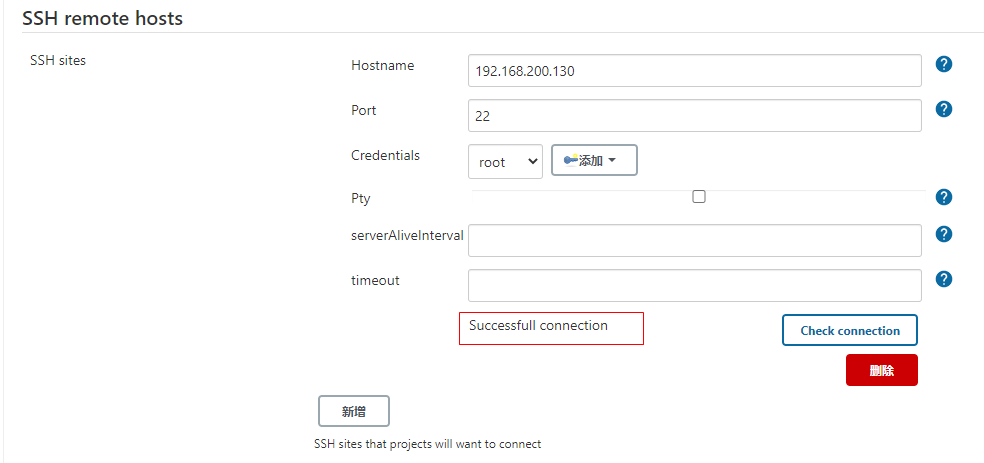 SSH remote hosts
SSH sites
Hostname
192.168.200.130
Port
22
Credentials
root
添加
Pty
serverAliveInterval
timeout
Successfull connection
Check connection
删除
新增
SSH sites that projects will want to connect